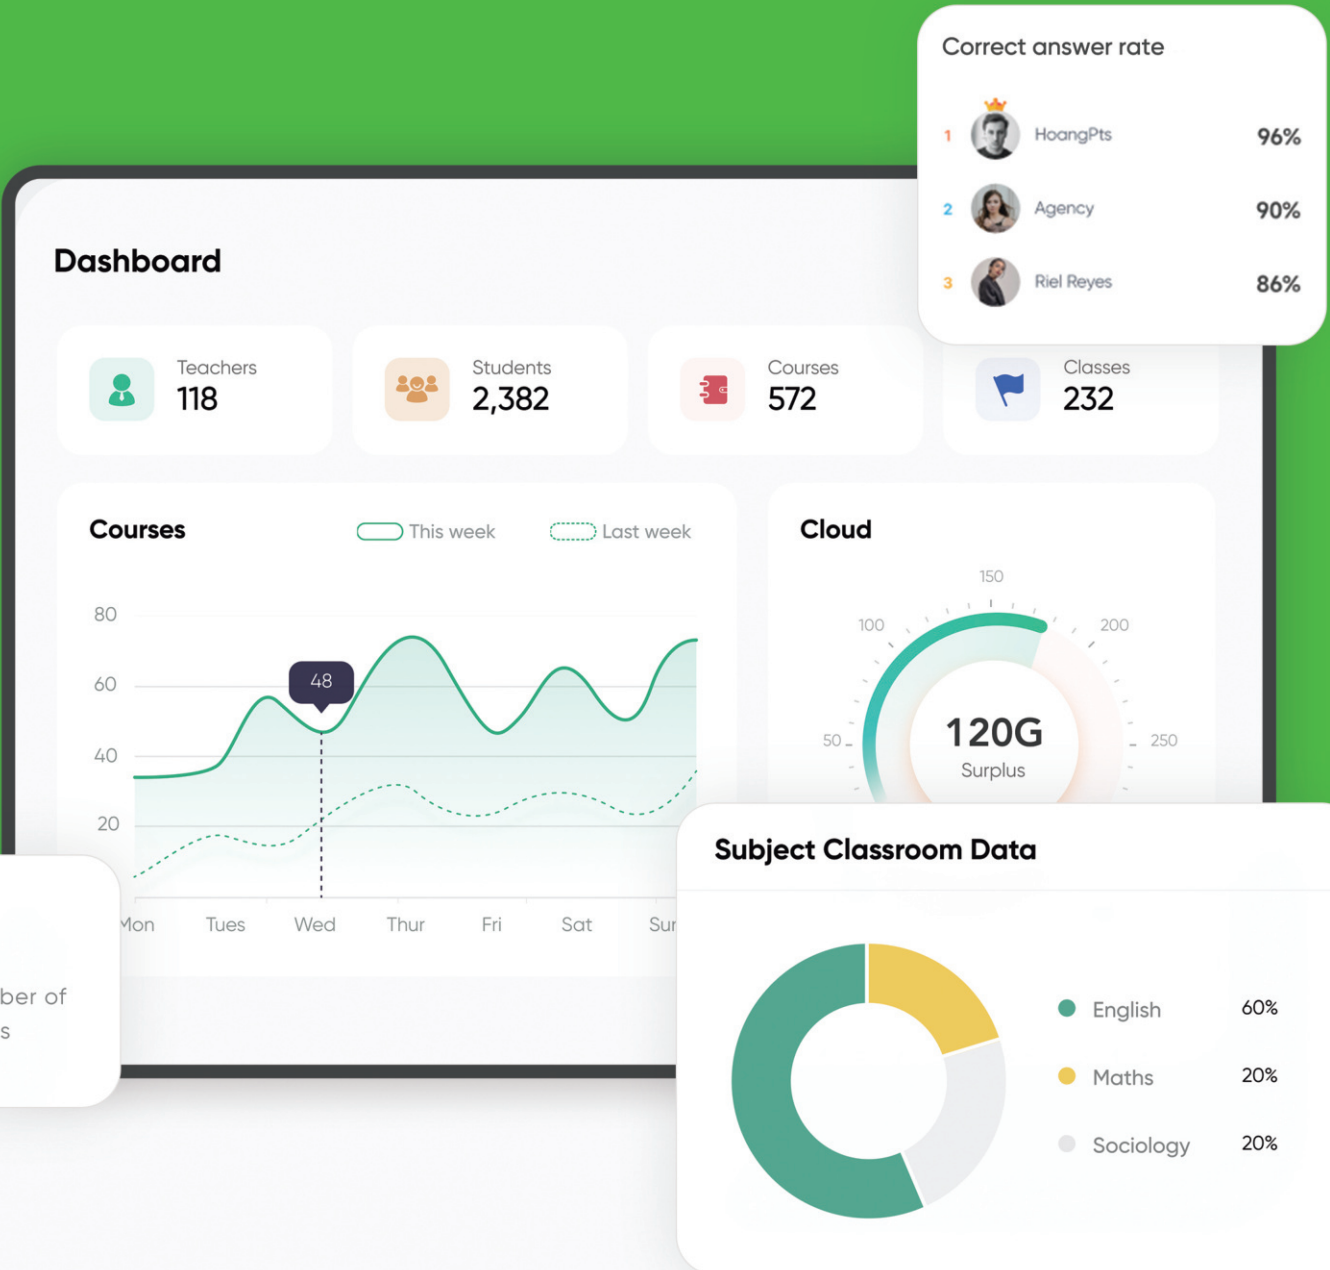 Correct answer rate
1 HoangPts 96%
2 Agency 90%
3 Riel Reyes 86%
Dashboard
Teachers
118
Students
2,382
Courses
572
Classes
232
Courses
This week
Last week
80
60
40
20
48
Mon Tues Wed Thur Fri Sat Sun
Cloud
50
100
150
200
250
120G
Surplus
ber of
s
Subject Classroom Data
English 60%
Maths 20%
Sociology 20%